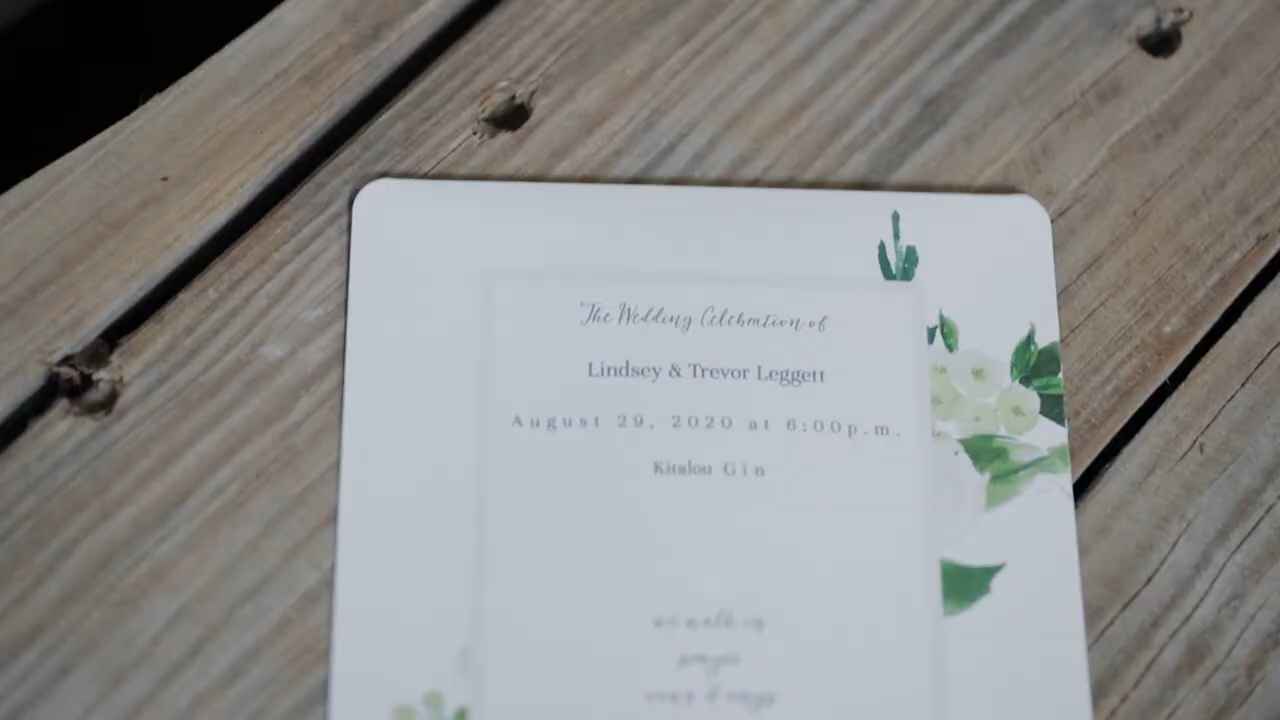 The Wedding Celebration of
Lindsey & Trevor Leggett
August 29, 2020 at 6:00p.m.
Kitalou Gin